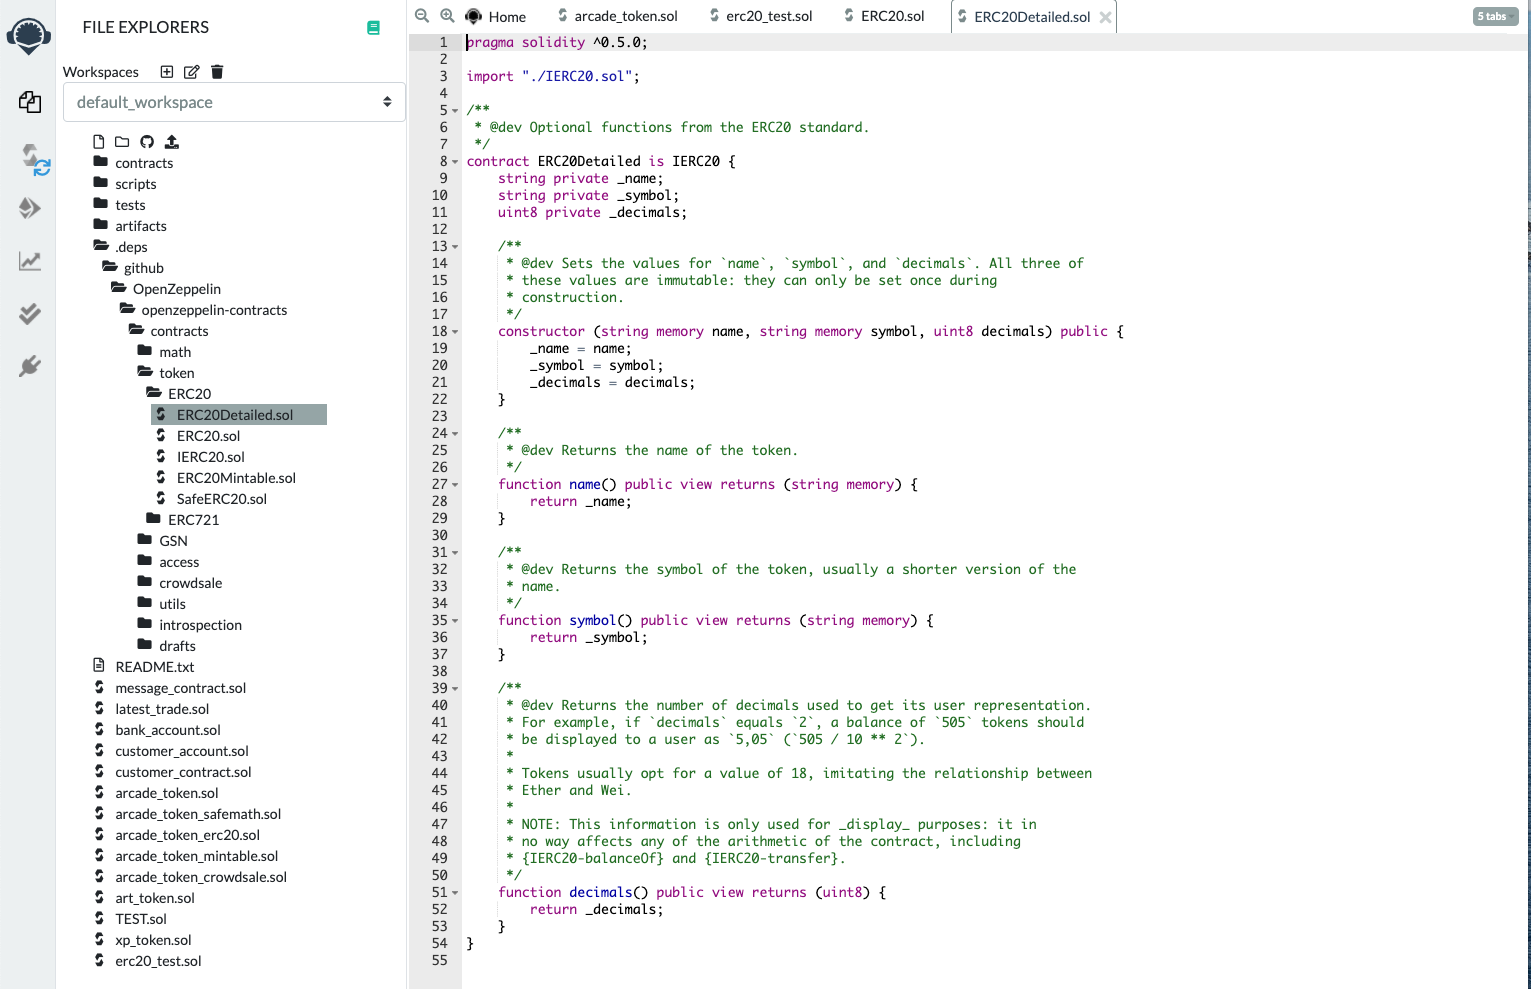 FILE EXPLORERS
Workspaces
default_workspace
contracts
scripts
tests
artifacts
.deps
github
OpenZeppelin
openzeppelin-contracts
contracts
math
token
ERC20
ERC20Detailed.sol
ERC20.sol
IERC20.sol
ERC20Mintable.sol
SafeERC20.sol
ERC721
GSN
access
crowdsale
utils
introspection
drafts
README.txt
message_contract.sol
latest_trade.sol
bank_account.sol
customer_account.sol
customer_contract.sol
arcade_token.sol
arcade_token_safemath.sol
arcade_token_erc20.sol
arcade_token_mintable.sol
arcade_token_crowdsale.sol
art_token.sol
TEST.sol
xp_token.sol
erc20_test.sol
Home arcade_token.sol erc20_test.sol ERC20.sol ERC20Detailed.sol 5 tabs
1 pragma solidity ^0.5.0;
2
3 import "./IERC20.sol";
4
5 /**
6  * @dev Optional functions from the ERC20 standard.
7  */
8 contract ERC20Detailed is IERC20 {
9     string private _name;
10     string private _symbol;
11     uint8 private _decimals;
12
13     /**
14      * @dev Sets the values for `name`, `symbol`, and `decimals`. All three of
15      * these values are immutable: they can only be set once during
16      * construction.
17      */
18     constructor (string memory name, string memory symbol, uint8 decimals) public {
19         _name = name;
20         _symbol = symbol;
21         _decimals = decimals;
22     }
23
24     /**
25      * @dev Returns the name of the token.
26      */
27     function name() public view returns (string memory) {
28         return _name;
29     }
30
31     /**
32      * @dev Returns the symbol of the token, usually a shorter version of the
33      * name.
34      */
35     function symbol() public view returns (string memory) {
36         return _symbol;
37     }
38
39     /**
40      * @dev Returns the number of decimals used to get its user representation.
41      * For example, if `decimals` equals `2`, a balance of `505` tokens should
42      * be displayed to a user as `5,05` (`505 / 10 ** 2`).
43      *
44      * Tokens usually opt for a value of 18, imitating the relationship between
45      * Ether and Wei.
46      *
47      * NOTE: This information is only used for _display_ purposes: it in
48      * no way affects any of the arithmetic of the contract, including
49      * {IERC20-balanceOf} and {IERC20-transfer}.
50      */
51     function decimals() public view returns (uint8) {
52         return _decimals;
53     }
54 }
55